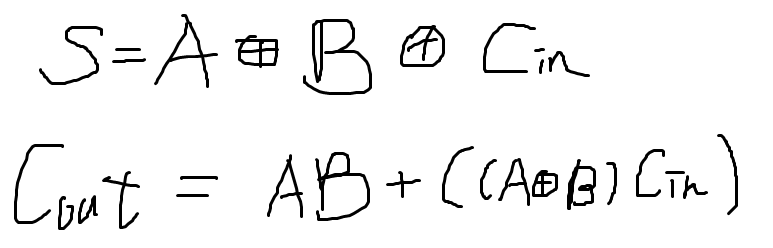 S = A ⊞ B ⊕ Cin
Cout = AB + ((A⊕B) Cin)